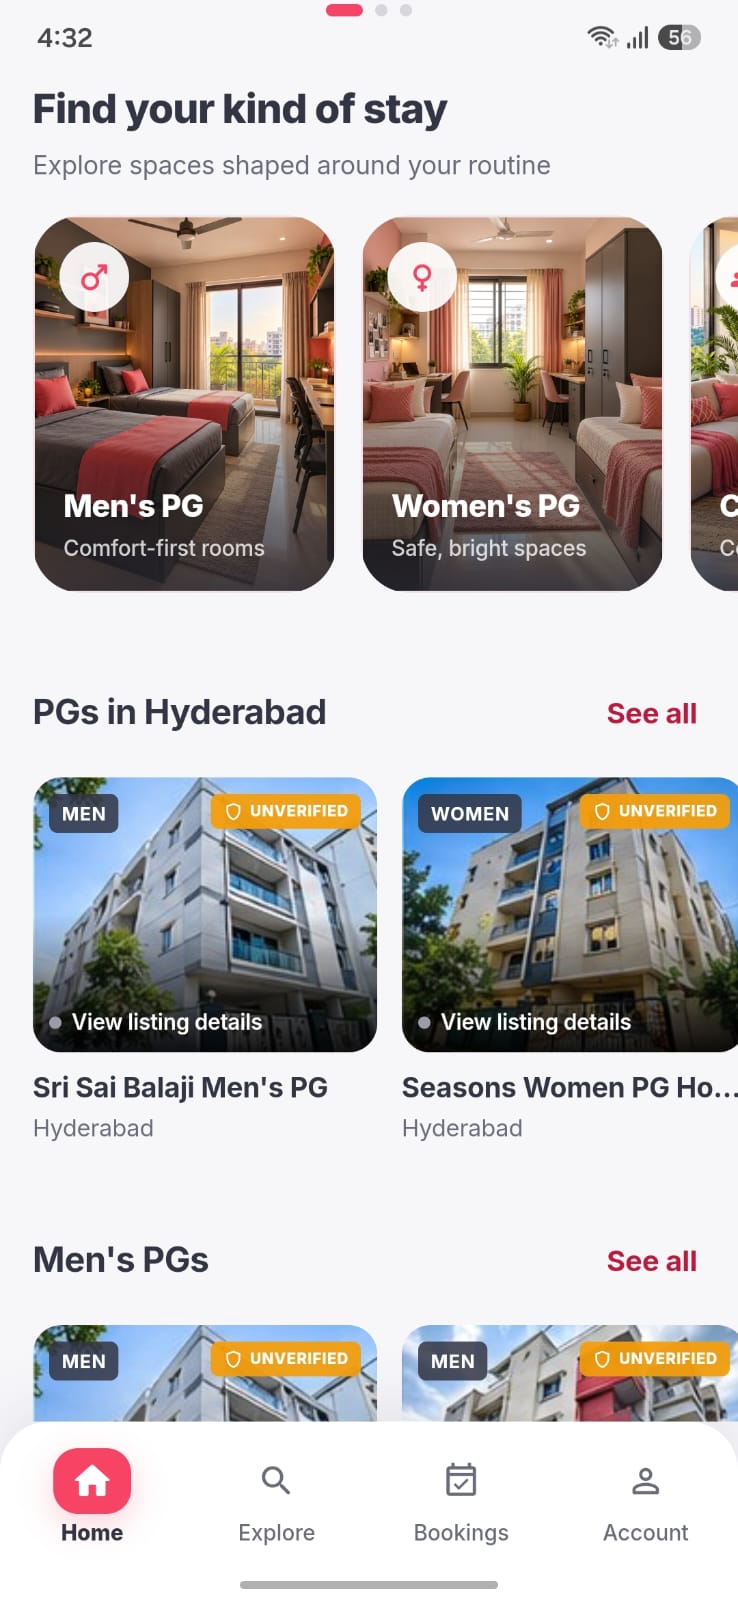 4:32
56
Find your kind of stay
Explore spaces shaped around your routine
Men's PG
Comfort-first rooms
Women's PG
Safe, bright spaces
PGs in Hyderabad
See all
MEN
UNVERIFIED
WOMEN
UNVERIFIED
View listing details
View listing details
Sri Sai Balaji Men's PG
Hyderabad
Seasons Women PG Ho...
Hyderabad
Men's PGs
See all
MEN
UNVERIFIED
MEN
UNVERIFIED
Home
Explore
Bookings
Account